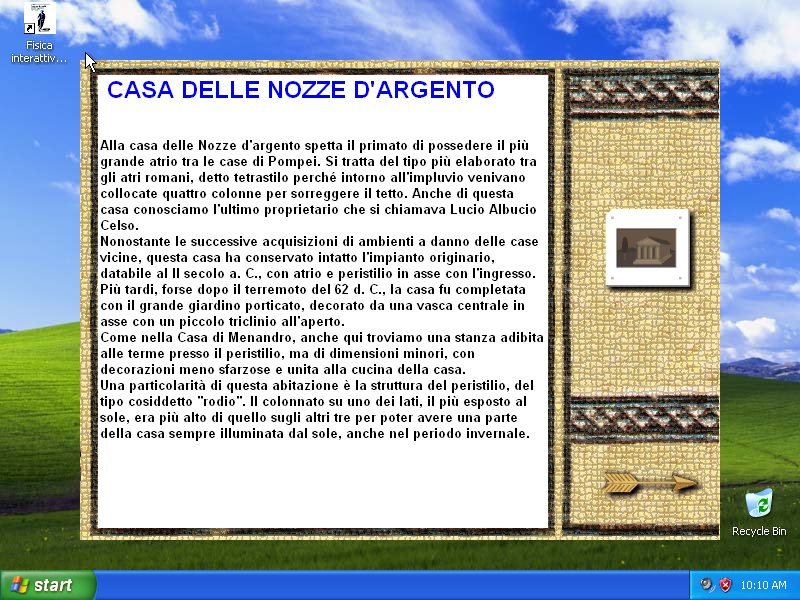 Fisica
interattiv...
CASA DELLE NOZZE D'ARGENTO
Alla casa delle Nozze d'argento spetta il primato di possedere il più
grande atrio tra le case di Pompei. Si tratta del tipo più elaborato tra
gli atri romani, detto tetrastilo perché intorno all'impluvio venivano
collocate quattro colonne per sorreggere il tetto. Anche di questa
casa conosciamo l'ultimo proprietario che si chiamava Lucio Albucio
Celso.
Nonostante le successive acquisizioni di ambienti a danno delle case
vicine, questa casa ha conservato intatto l'impianto originario,
databile al II secolo a. C., con atrio e peristilio in asse con l'ingresso.
Più tardi, forse dopo il terremoto del 62 d. C., la casa fu completata
con il grande giardino porticato, decorato da una vasca centrale in
asse con un piccolo triclinio all'aperto.
Come nella Casa di Menandro, anche qui troviamo una stanza adibita
alle terme presso il peristilio, ma di dimensioni minori, con
decorazioni meno sfarzose e unita alla cucina della casa.
Una particolarità di questa abitazione è la struttura del peristilio, del
tipo cosiddetto "rodio". Il colonnato su uno dei lati, il più esposto al
sole, era più alto di quello sugli altri tre per poter avere una parte
della casa sempre illuminata dal sole, anche nel periodo invernale.
Recycle Bin
start
10:10 AM